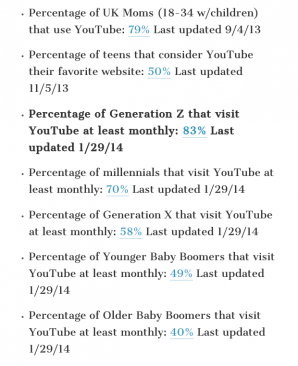 • Percentage of UK Moms (18-34 w/children)
that use YouTube: 79% Last updated 9/4/13
• Percentage of teens that consider YouTube
their favorite website: 50% Last updated
11/5/13
• Percentage of Generation Z that visit
YouTube at least monthly: 83% Last
updated 1/29/14
• Percentage of millennials that visit YouTube at
least monthly: 70% Last updated 1/29/14
• Percentage of Generation X that visit YouTube
at least monthly: 58% Last updated 1/29/14
• Percentage of Younger Baby Boomers that visit
YouTube at least monthly: 49% Last updated
1/29/14
• Percentage of Older Baby Boomers that visit
YouTube at least monthly: 40% Last updated
1/29/14